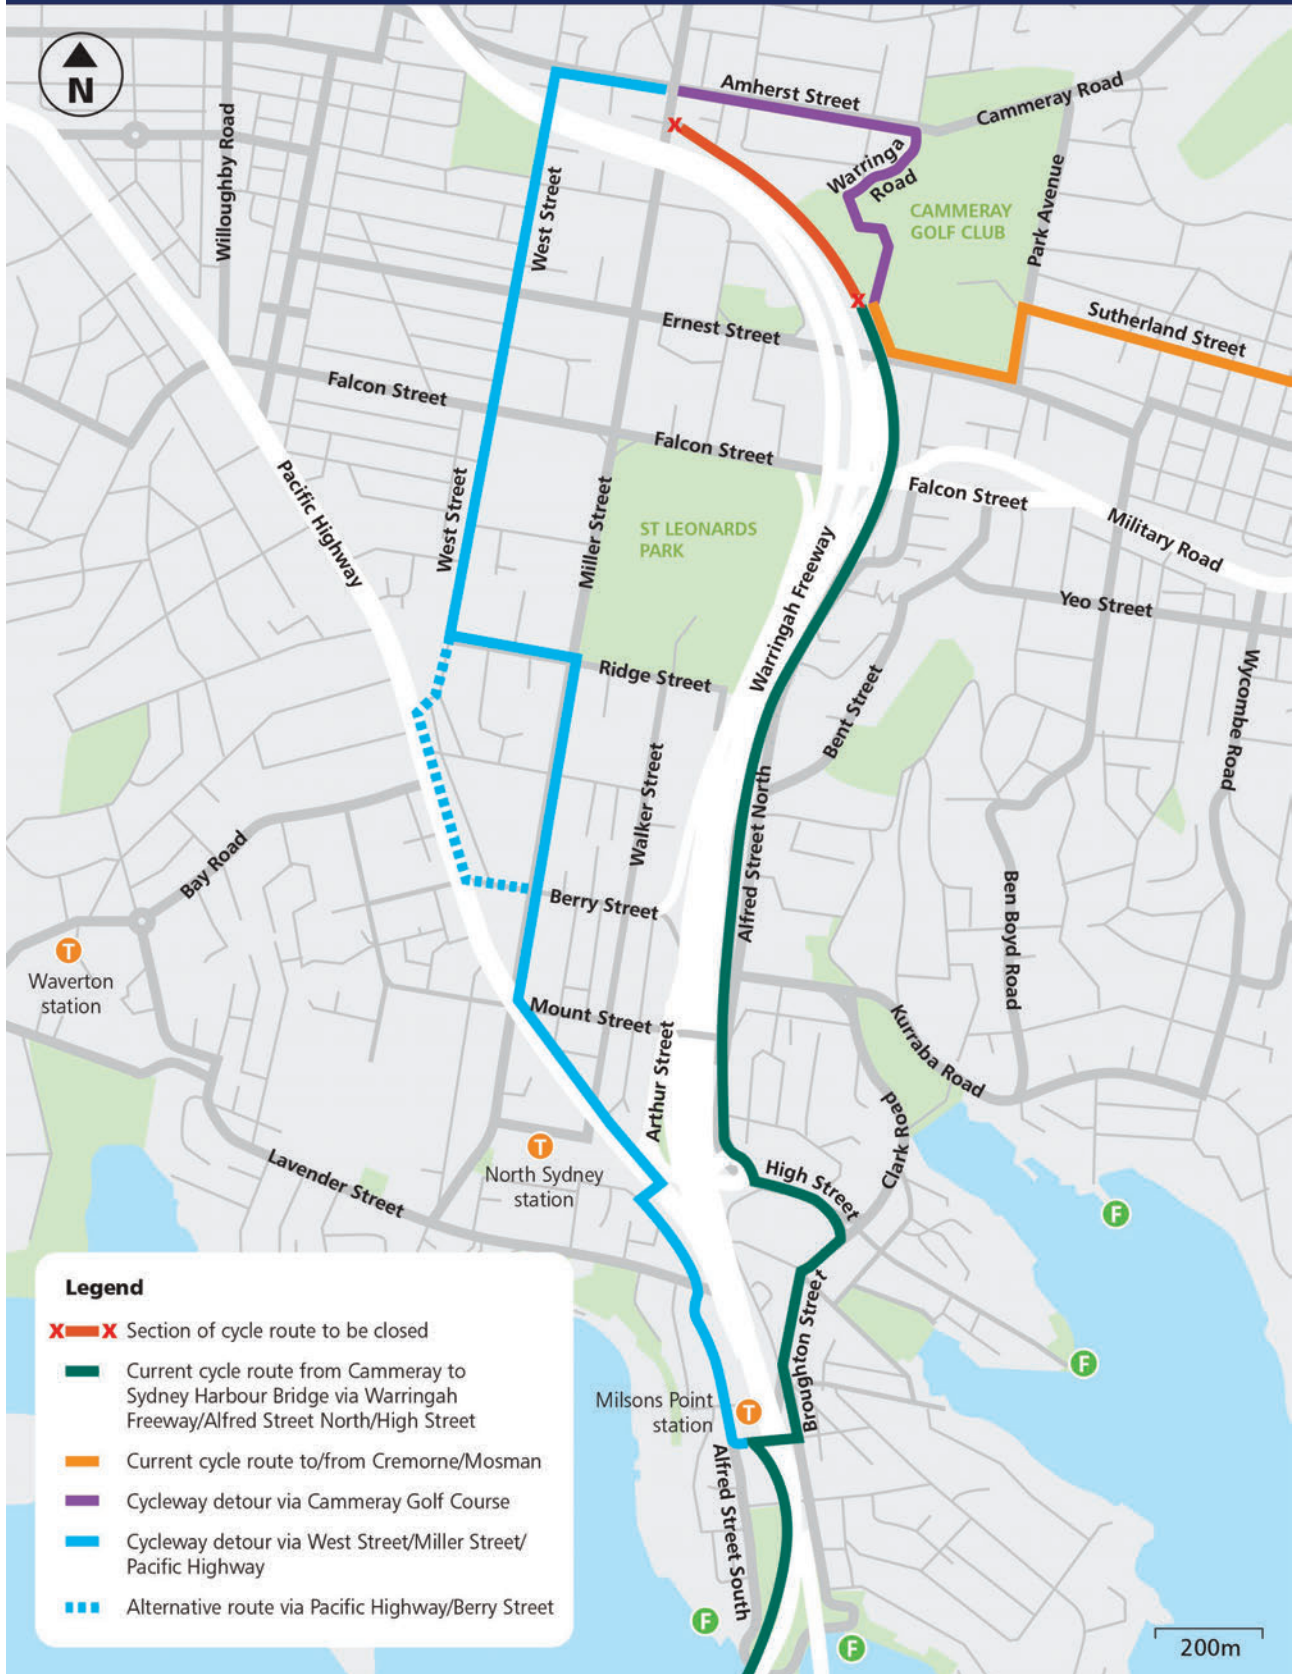 N
Amherst Street
Cammeray Road
Willoughby Road
Warringa
Road
West Street
CAMMERAY
GOLF CLUB
Park Avenue
Ernest Street
Sutherland Street
Falcon Street
Falcon Street
Pacific Highway
West Street
Miller Street
ST LEONARDS
PARK
Falcon Street
Military Road
Warringah Freeway
Yeo Street
Ridge Street
Bent Street
Wycombe Road
Walker Street
Alfred Street North
Bay Road
Berry Street
Ben Boyd Road
T
Waverton
station
Mount Street
Arthur Street
Kurraba Road
Clark Road
T
North Sydney
station
High Street
Lavender Street
F
Broughton Street
F
Milsons Point
station
T
Alfred Street South
F
F
200m
Legend
X X Section of cycle route to be closed
Current cycle route from Cammeray to
Sydney Harbour Bridge via Warringah
Freeway/Alfred Street North/High Street
Current cycle route to/from Cremorne/Mosman
Cycleway detour via Cammeray Golf Course
Cycleway detour via West Street/Miller Street/
Pacific Highway
Alternative route via Pacific Highway/Berry Street
X
X